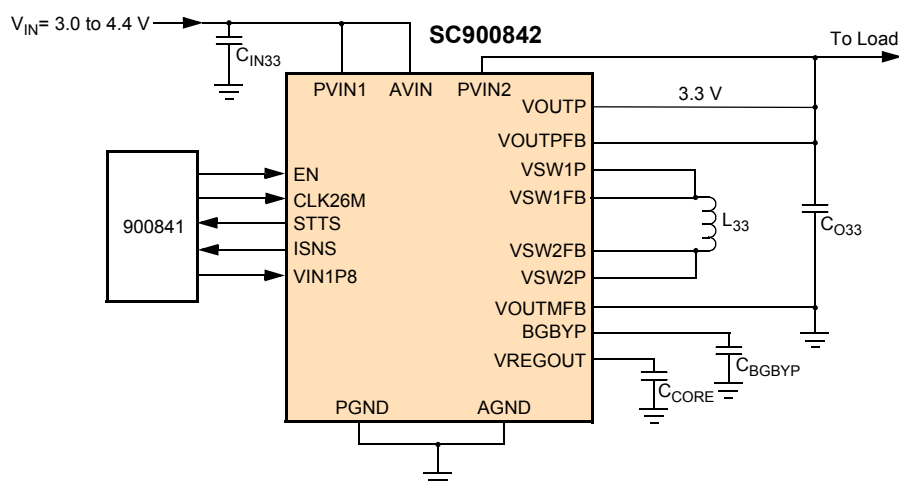 V_IN= 3.0 to 4.4 V
SC900842
To Load
C_IN33
PVIN1 AVIN PVIN2
VOUTP
3.3 V
VOUTPFB
VSW1P
VSW1FB
L_33
VSW2FB
VSW2P
C_O33
VOUTMFB
BGBYP
VREGOUT
C_BGBYP
C_CORE
900841
EN
CLK26M
STTS
ISNS
VIN1P8
PGND AGND